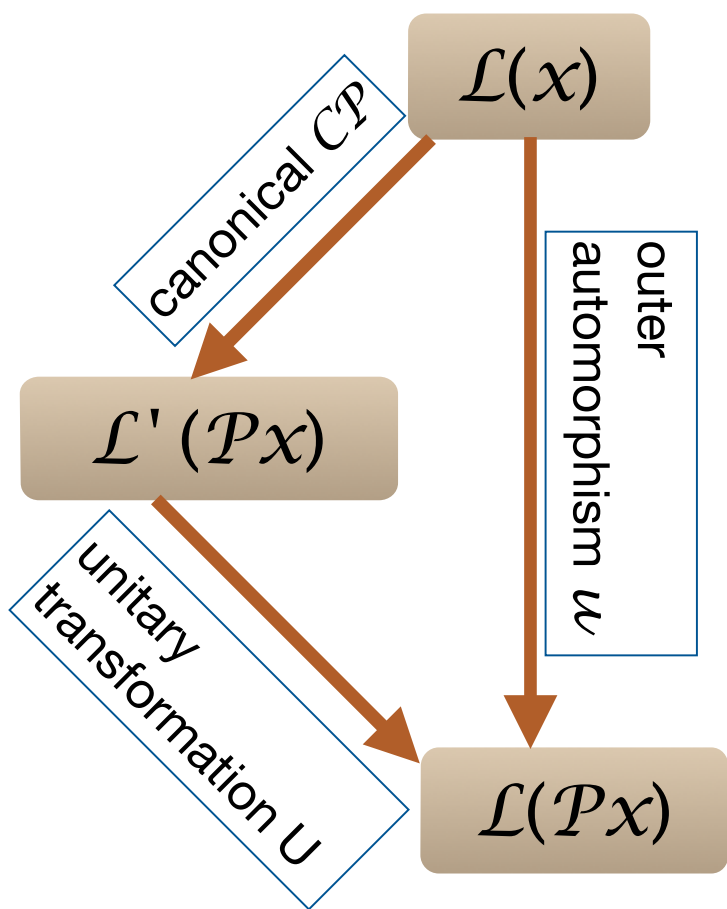 ℒ(x)
canonical 𝒞𝒫
outer
automorphism 𝓊
ℒ' (𝒫x)
unitary
transformation U
ℒ(𝒫x)